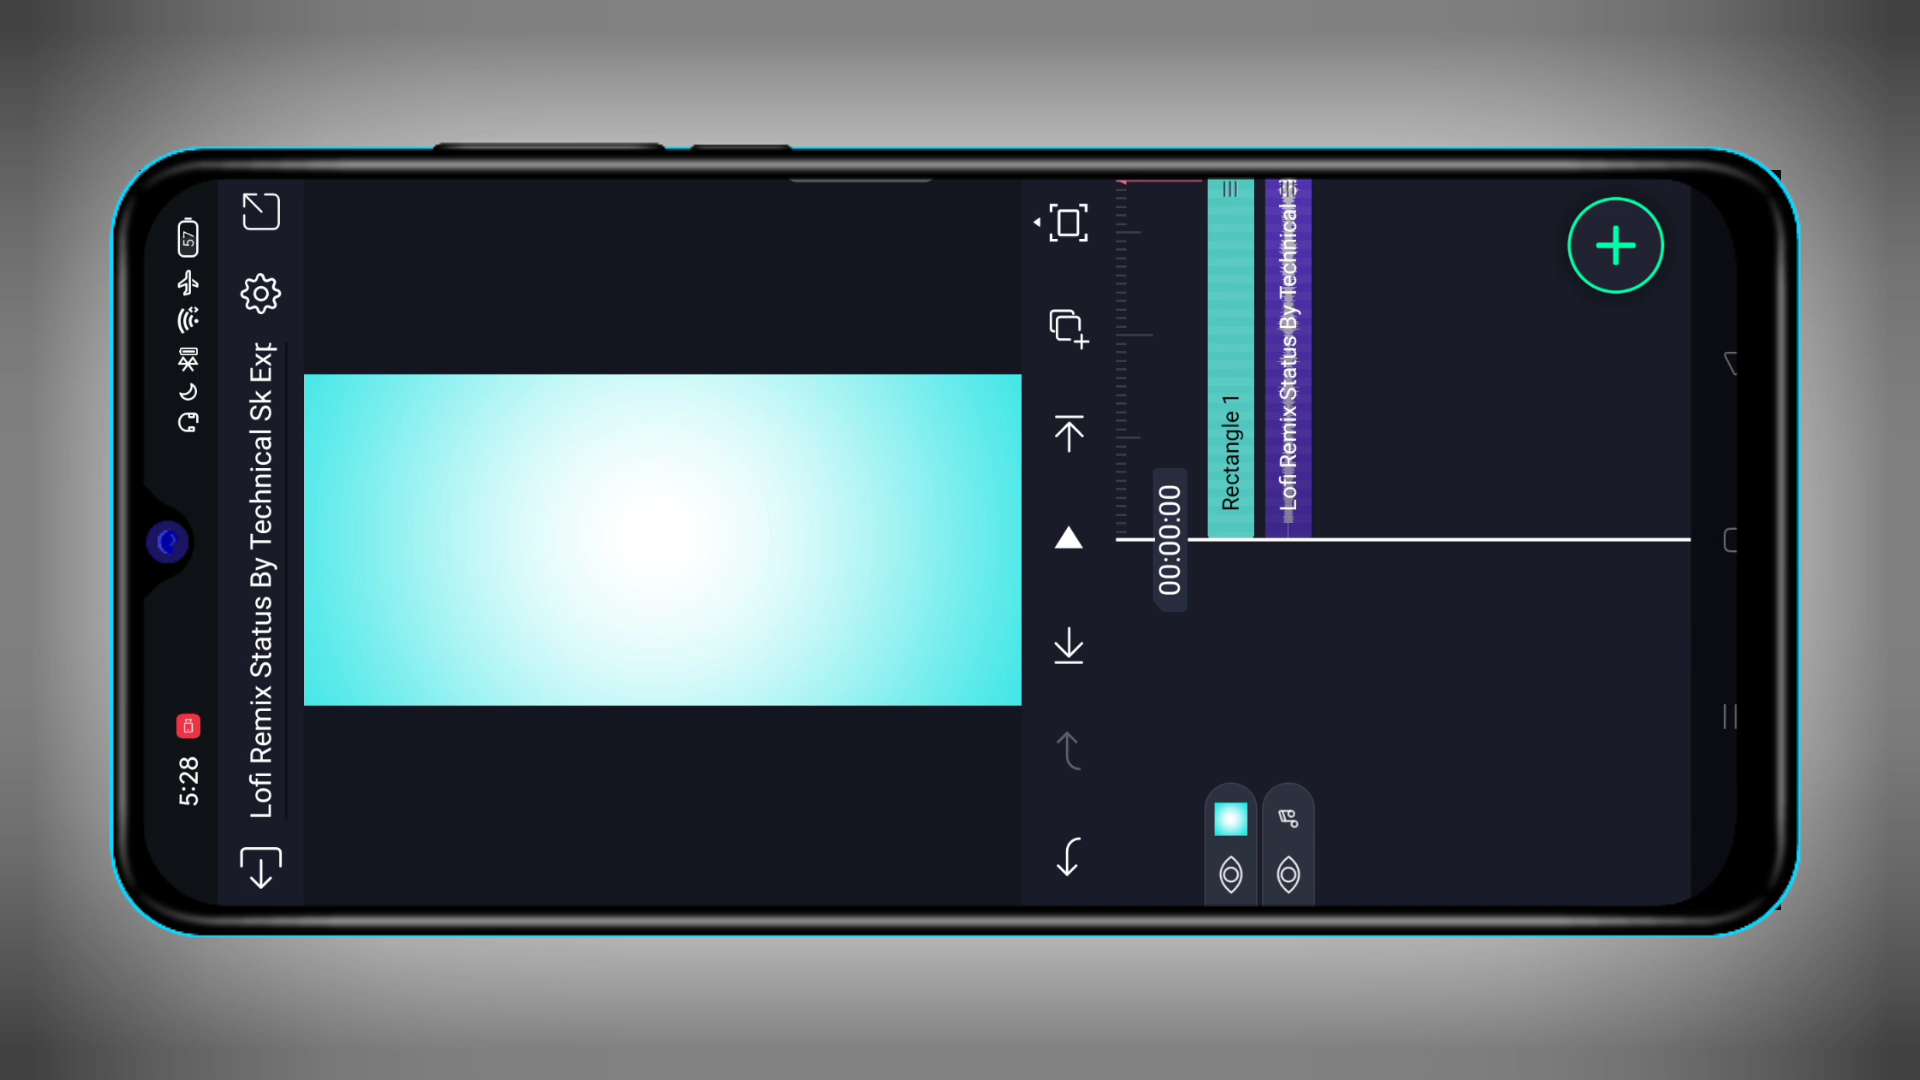 5:28
57
Lofi Remix Status By Technical Sk Exp
00:00:00
Rectangle 1
Lofi Remix Status By Technical S